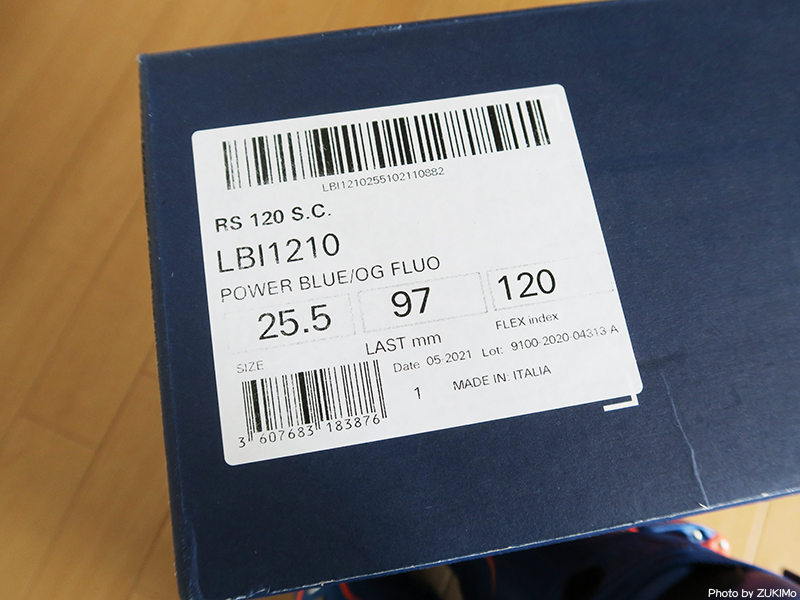 LBI1210255102110882
RS 120 S.C.
LBI1210
POWER BLUE/OG FLUO
25.5 97 120
SIZE LAST mm FLEX index
Date 05-2021 Lot: 9100-2020-04313-A
1 MADE IN: ITALIA
3 607683 183876
Photo by ZUKIMo